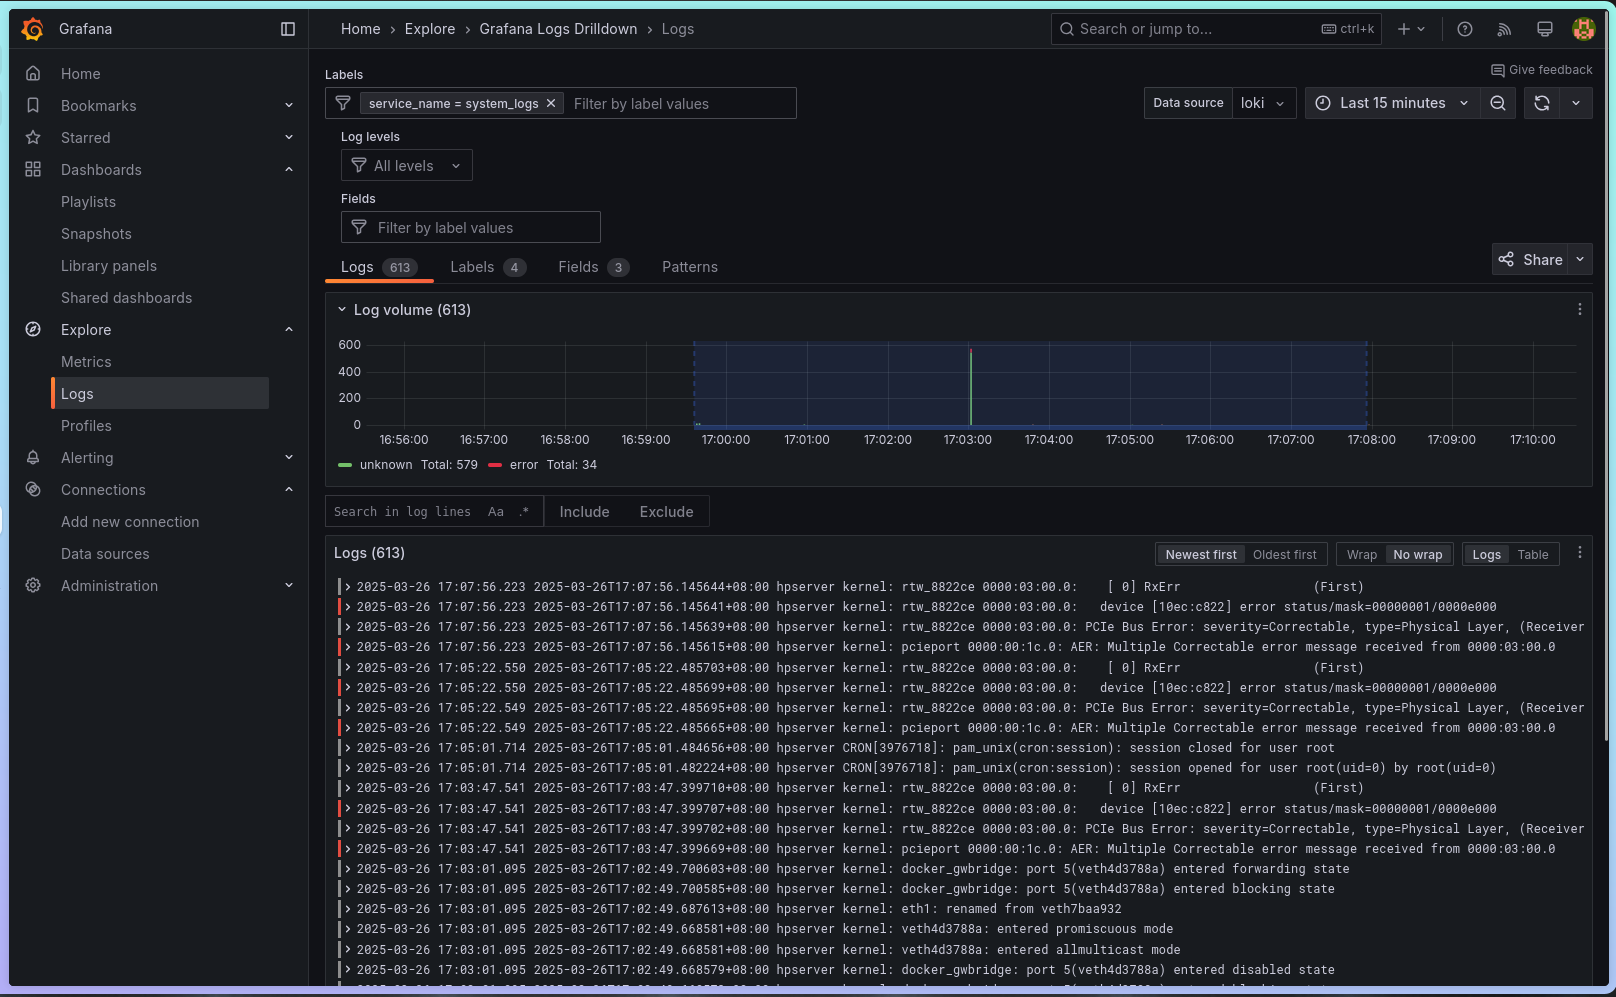 Grafana
Home › Explore › Grafana Logs Drilldown › Logs
Search or jump to... ctrl+k
Home
Bookmarks
Starred
Dashboards
Playlists
Snapshots
Library panels
Shared dashboards
Explore
Metrics
Logs
Profiles
Alerting
Connections
Add new connection
Data sources
Administration
Give feedback
Labels
service_name = system_logs × Filter by label values
Data source loki Last 15 minutes
Log levels
All levels
Fields
Filter by label values
Logs 613 Labels 4 Fields 3 Patterns
Share
Log volume (613)
600
400
200
0
16:56:00 16:57:00 16:58:00 16:59:00 17:00:00 17:01:00 17:02:00 17:03:00 17:04:00 17:05:00 17:06:00 17:07:00 17:08:00 17:09:00 17:10:00
unknown Total: 579 error Total: 34
Search in log lines Aa .* Include Exclude
Logs (613)
Newest first Oldest first Wrap No wrap Logs Table
2025-03-26 17:07:56.223 2025-03-26T17:07:56.145644+08:00 hpserver kernel: rtw_8822ce 0000:03:00.0: [ 0] RxErr (First)
2025-03-26 17:07:56.223 2025-03-26T17:07:56.145641+08:00 hpserver kernel: rtw_8822ce 0000:03:00.0: device [10ec:c822] error status/mask=00000001/0000e000
2025-03-26 17:07:56.223 2025-03-26T17:07:56.145639+08:00 hpserver kernel: rtw_8822ce 0000:03:00.0: PCIe Bus Error: severity=Correctable, type=Physical Layer, (Receiver
2025-03-26 17:07:56.223 2025-03-26T17:07:56.145615+08:00 hpserver kernel: pcieport 0000:00:1c.0: AER: Multiple Correctable error message received from 0000:03:00.0
2025-03-26 17:05:22.550 2025-03-26T17:05:22.485703+08:00 hpserver kernel: rtw_8822ce 0000:03:00.0: [ 0] RxErr (First)
2025-03-26 17:05:22.550 2025-03-26T17:05:22.485699+08:00 hpserver kernel: rtw_8822ce 0000:03:00.0: device [10ec:c822] error status/mask=00000001/0000e000
2025-03-26 17:05:22.549 2025-03-26T17:05:22.485695+08:00 hpserver kernel: rtw_8822ce 0000:03:00.0: PCIe Bus Error: severity=Correctable, type=Physical Layer, (Receiver
2025-03-26 17:05:22.549 2025-03-26T17:05:22.485665+08:00 hpserver kernel: pcieport 0000:00:1c.0: AER: Multiple Correctable error message received from 0000:03:00.0
2025-03-26 17:05:01.714 2025-03-26T17:05:01.484656+08:00 hpserver CRON[3976718]: pam_unix(cron:session): session closed for user root
2025-03-26 17:05:01.714 2025-03-26T17:05:01.482224+08:00 hpserver CRON[3976718]: pam_unix(cron:session): session opened for user root(uid=0) by root(uid=0)
2025-03-26 17:03:47.541 2025-03-26T17:03:47.399710+08:00 hpserver kernel: rtw_8822ce 0000:03:00.0: [ 0] RxErr (First)
2025-03-26 17:03:47.541 2025-03-26T17:03:47.399707+08:00 hpserver kernel: rtw_8822ce 0000:03:00.0: device [10ec:c822] error status/mask=00000001/0000e000
2025-03-26 17:03:47.541 2025-03-26T17:03:47.399702+08:00 hpserver kernel: rtw_8822ce 0000:03:00.0: PCIe Bus Error: severity=Correctable, type=Physical Layer, (Receiver
2025-03-26 17:03:47.541 2025-03-26T17:03:47.399669+08:00 hpserver kernel: pcieport 0000:00:1c.0: AER: Multiple Correctable error message received from 0000:03:00.0
2025-03-26 17:03:01.095 2025-03-26T17:02:49.700603+08:00 hpserver kernel: docker_gwbridge: port 5(veth4d3788a) entered forwarding state
2025-03-26 17:03:01.095 2025-03-26T17:02:49.700585+08:00 hpserver kernel: docker_gwbridge: port 5(veth4d3788a) entered blocking state
2025-03-26 17:03:01.095 2025-03-26T17:02:49.687613+08:00 hpserver kernel: eth1: renamed from veth7baa932
2025-03-26 17:03:01.095 2025-03-26T17:02:49.668581+08:00 hpserver kernel: veth4d3788a: entered promiscuous mode
2025-03-26 17:03:01.095 2025-03-26T17:02:49.668581+08:00 hpserver kernel: veth4d3788a: entered allmulticast mode
2025-03-26 17:03:01.095 2025-03-26T17:02:49.668579+08:00 hpserver kernel: docker_gwbridge: port 5(veth4d3788a) entered disabled state